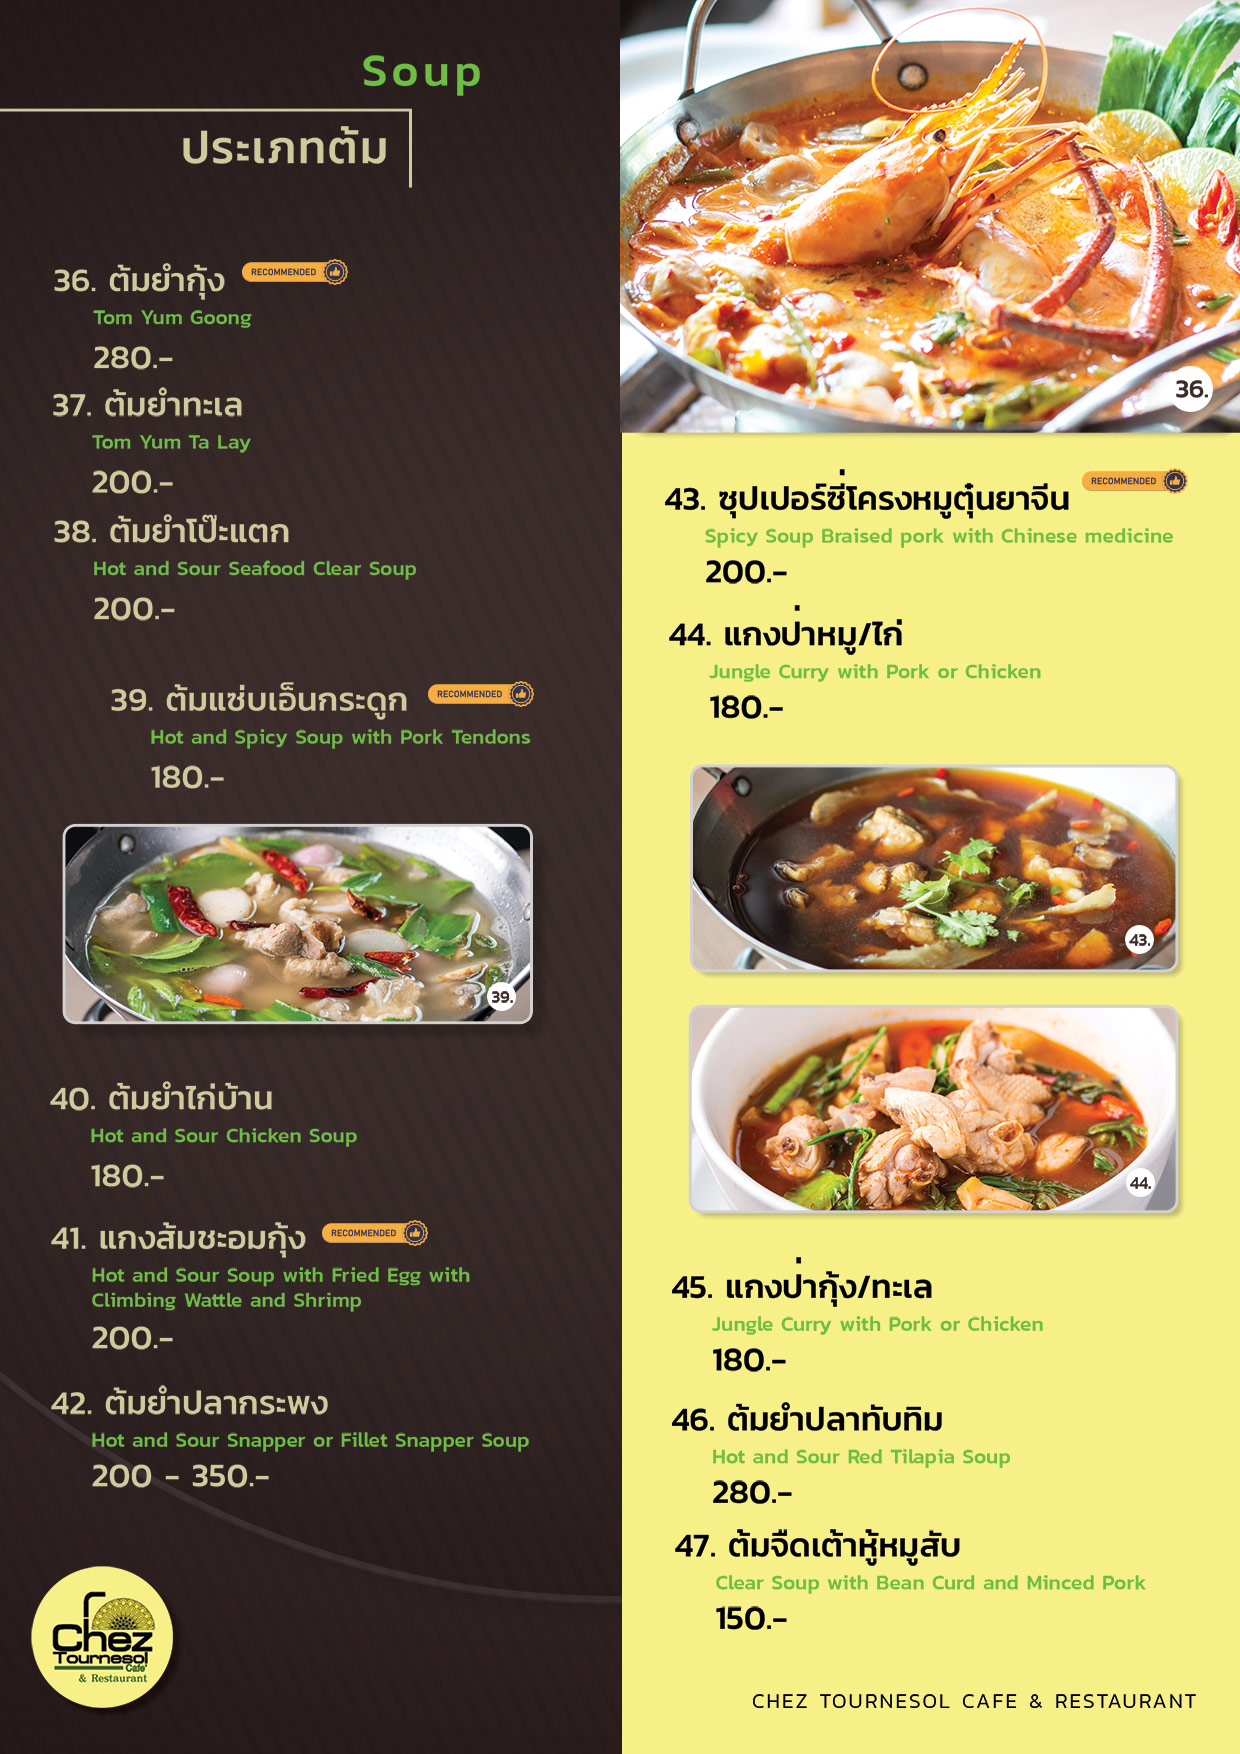 Soup
ประเภทต้ม
36. ต้มยำกุ้ง RECOMMENDED
Tom Yum Goong
280.-
37. ต้มยำทะเล
Tom Yum Ta Lay
200.-
38. ต้มยำโป๊ะแตก
Hot and Sour Seafood Clear Soup
200.-
39. ต้มแซ่บเอ็นกระดูก RECOMMENDED
Hot and Spicy Soup with Pork Tendons
180.-
39.
40. ต้มยำไก่บ้าน
Hot and Sour Chicken Soup
180.-
41. แกงส้มชะอมกุ้ง RECOMMENDED
Hot and Sour Soup with Fried Egg with
Climbing Wattle and Shrimp
200.-
42. ต้มยำปลากระพง
Hot and Sour Snapper or Fillet Snapper Soup
200 - 350.-
Chez
Tournesol
Cafe'
& Restaurant
36.
43. ซุปเปอร์ซี่โครงหมูตุ๋นยาจีน RECOMMENDED
Spicy Soup Braised pork with Chinese medicine
200.-
44. แกงป่าหมู/ไก่
Jungle Curry with Pork or Chicken
180.-
43.
44.
45. แกงป่ากุ้ง/ทะเล
Jungle Curry with Pork or Chicken
180.-
46. ต้มยำปลาทับทิม
Hot and Sour Red Tilapia Soup
280.-
47. ต้มจืดเต้าหู้หมูสับ
Clear Soup with Bean Curd and Minced Pork
150.-
CHEZ TOURNESOL CAFE & RESTAURANT